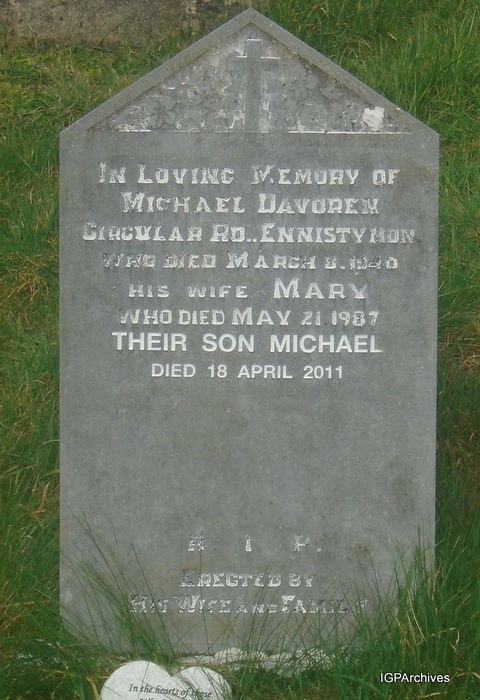 In Loving Memory of
Michael Davoren
Circular Rd., Ennistymon
who died March 8. 1940
his wife Mary
who died May 21. 1987
THEIR SON MICHAEL
DIED 18 APRIL 2011
R I P.
Erected by
His Wife and Family
In the hearts of those
IGPArchives